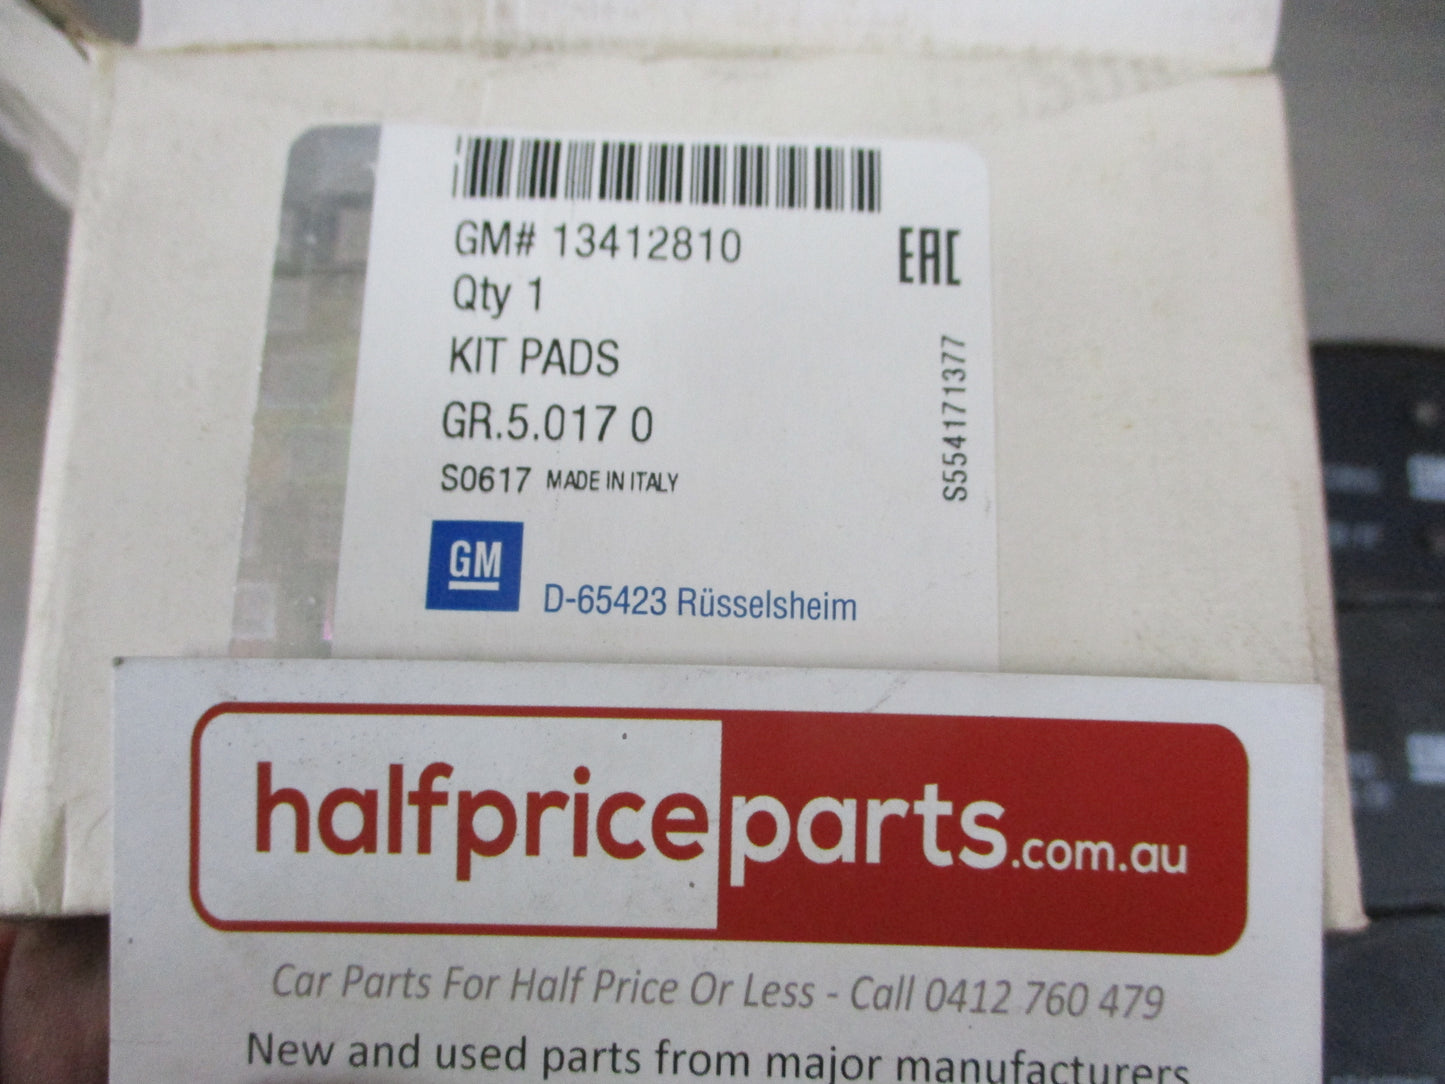 GM# 13412810
EAC
Qty 1
KIT PADS
GR.5.017 0
S0617 MADE IN ITALY
S554171377
GM
D-65423 Rüsselsheim
halfpriceparts.com.au
Car Parts For Half Price Or Less - Call 0412 760 479
New and used parts from major manufacturers